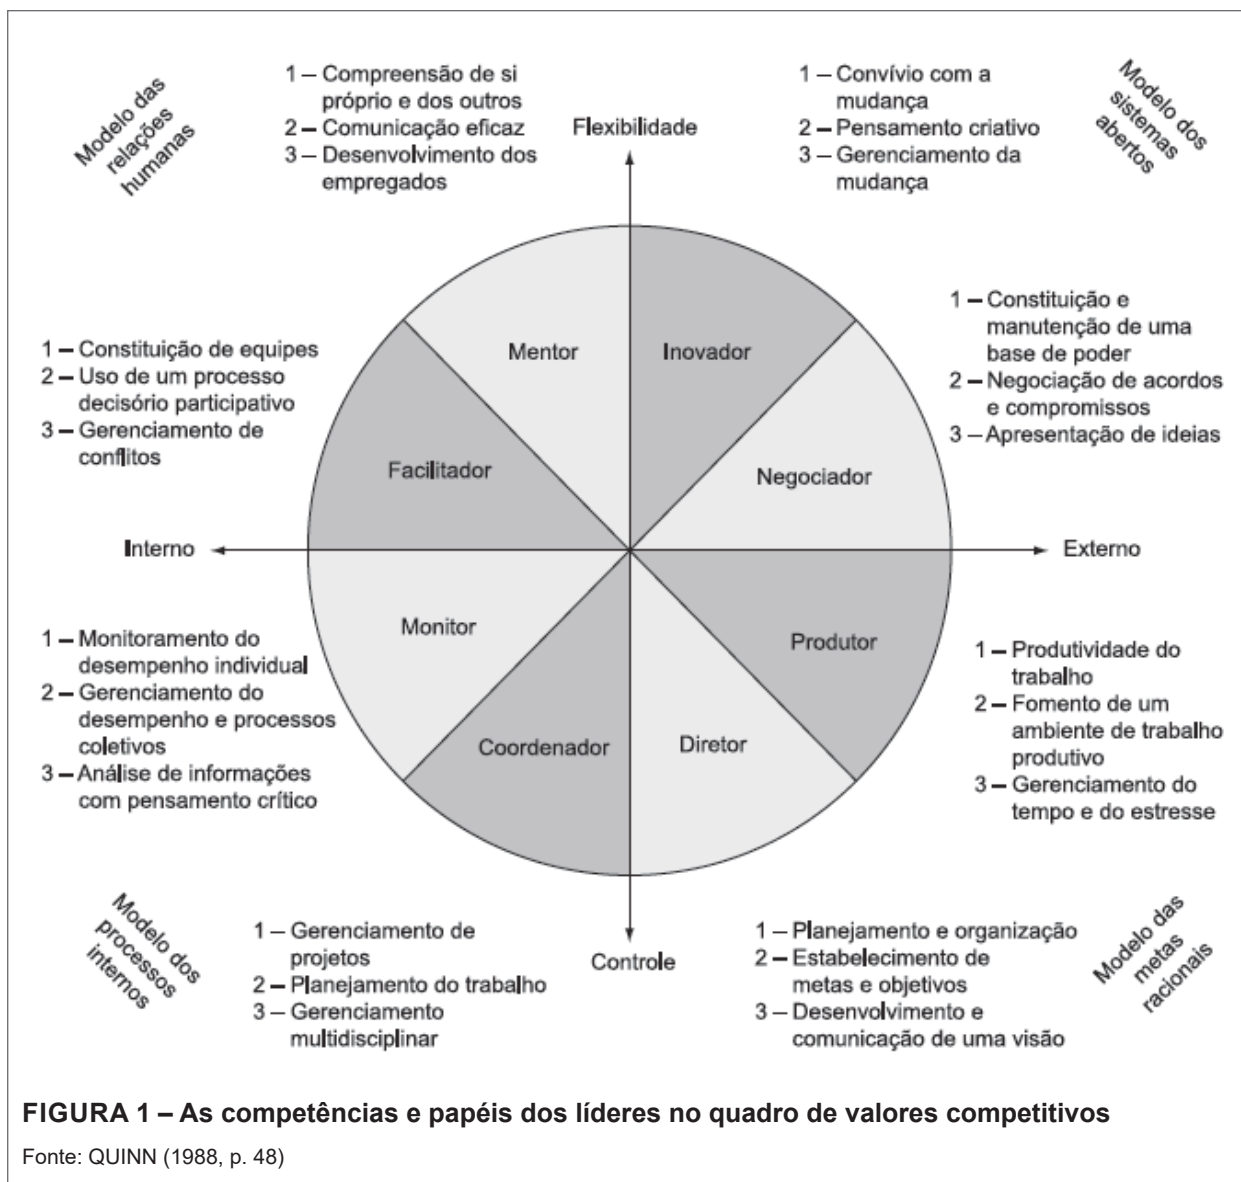 Modelo das
relações
humanas
1 – Compreensão de si
próprio e dos outros
2 – Comunicação eficaz
3 – Desenvolvimento dos
empregados
Flexibilidade
1 – Convívio com a
mudança
2 – Pensamento criativo
3 – Gerenciamento da
mudança
Modelo dos
sistemas
abertos
1 – Constituição de equipes
2 – Uso de um processo
decisório participativo
3 – Gerenciamento de
conflitos
Mentor
Inovador
Facilitador
Negociador
1 – Constituição e
manutenção de uma
base de poder
2 – Negociação de acordos
e compromissos
3 – Apresentação de ideias
Interno
Externo
1 – Monitoramento do
desempenho individual
2 – Gerenciamento do
desempenho e processos
coletivos
3 – Análise de informações
com pensamento crítico
Monitor
Produtor
Coordenador
Diretor
1 – Produtividade do
trabalho
2 – Fomento de um
ambiente de trabalho
produtivo
3 – Gerenciamento do
tempo e do estresse
Modelo dos
processos
internos
1 – Gerenciamento de
projetos
2 – Planejamento do trabalho
3 – Gerenciamento
multidisciplinar
Controle
1 – Planejamento e organização
2 – Estabelecimento de
metas e objetivos
3 – Desenvolvimento e
comunicação de uma visão
Modelo das
metas
racionais
FIGURA 1 – As competências e papéis dos líderes no quadro de valores competitivos
Fonte: QUINN (1988, p. 48)